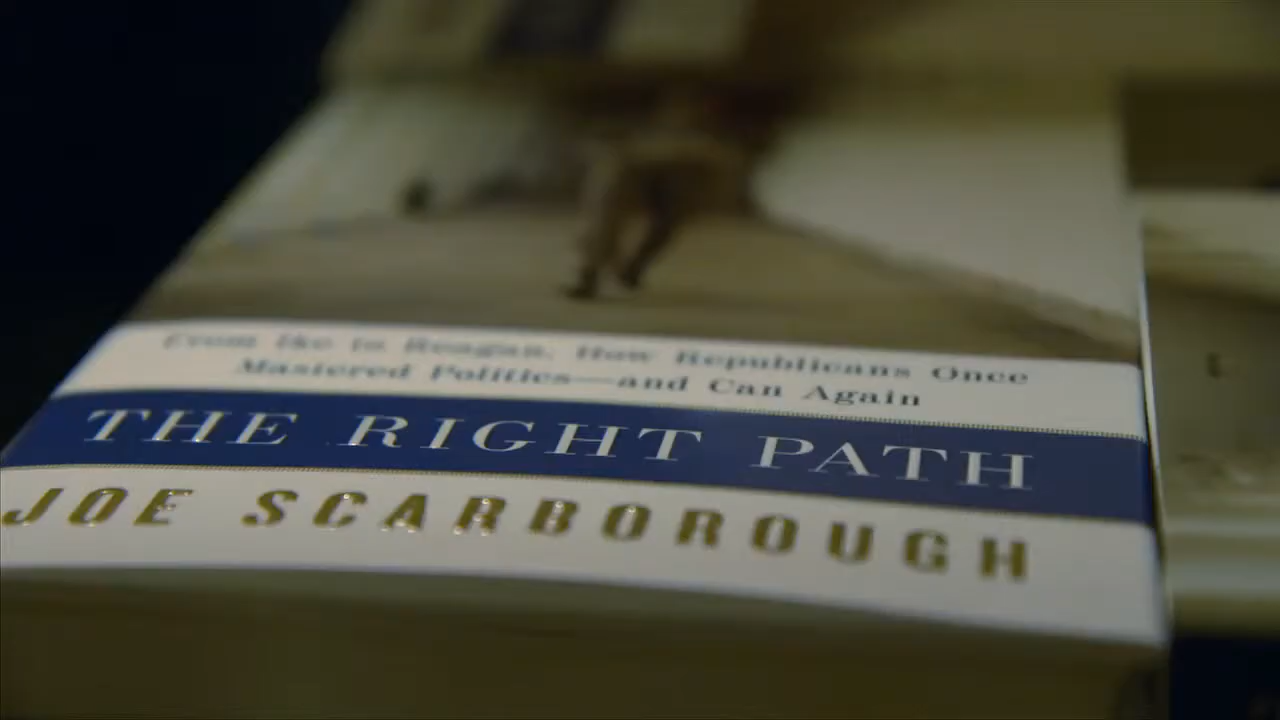 From Ike to Reagan, How Republicans Once
Mastered Politics—and Can Again
THE RIGHT PATH
JOE SCARBOROUGH